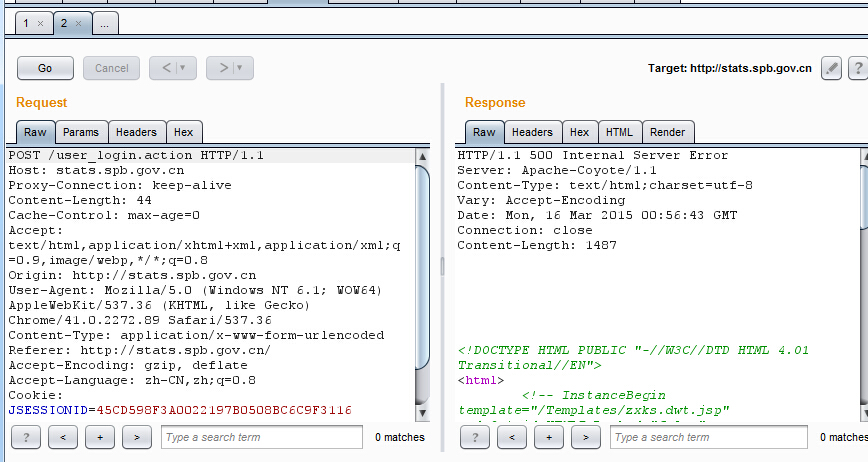 1 × 2 × ...
Go Cancel < > Target: http://stats.spb.gov.cn ?
Request
Raw Params Headers Hex
POST /user_login.action HTTP/1.1
Host: stats.spb.gov.cn
Proxy-Connection: keep-alive
Content-Length: 44
Cache-Control: max-age=0
Accept:
text/html,application/xhtml+xml,application/xml;q
=0.9,image/webp,*/*;q=0.8
Origin: http://stats.spb.gov.cn
User-Agent: Mozilla/5.0 (Windows NT 6.1; WOW64)
AppleWebKit/537.36 (KHTML, like Gecko)
Chrome/41.0.2272.89 Safari/537.36
Content-Type: application/x-www-form-urlencoded
Referer: http://stats.spb.gov.cn/
Accept-Encoding: gzip, deflate
Accept-Language: zh-CN,zh;q=0.8
Cookie:
JSESSIONID=45CD598F3A0022197B0508BC6C9F3116
? < + > Type a search term 0 matches
Response
Raw Headers Hex HTML Render
HTTP/1.1 500 Internal Server Error
Server: Apache-Coyote/1.1
Content-Type: text/html;charset=utf-8
Vary: Accept-Encoding
Date: Mon, 16 Mar 2015 00:56:43 GMT
Connection: close
Content-Length: 1487
<!DOCTYPE HTML PUBLIC "-//W3C//DTD HTML 4.01
Transitional//EN">
<html>
<!-- InstanceBegin
template="/Templates/zxks.dwt.jsp"
? < + > Type a search term 0 matches